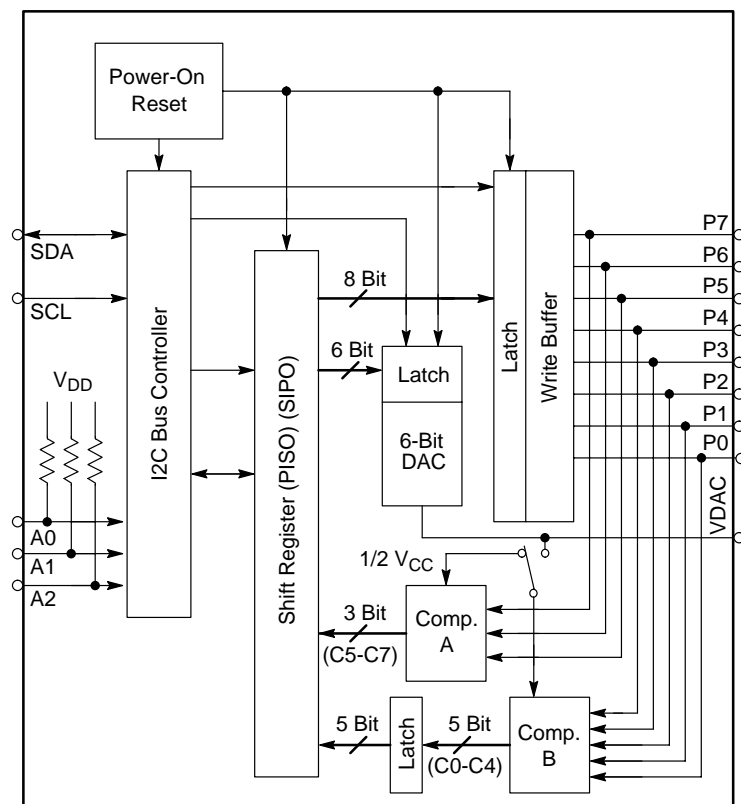 Power-On
Reset
P7
SDA
P6
8 Bit
P5
SCL
P4
6 Bit
P3
VDD
Latch
P2
I2C Bus Controller
Shift Register (PISO) (SIPO)
Latch
Write Buffer
P1
6-Bit
DAC
P0
VDAC
A0
A1
1/2 VCC
A2
3 Bit
(C5-C7)
Comp.
A
5 Bit
Latch
5 Bit
(C0-C4)
Comp.
B